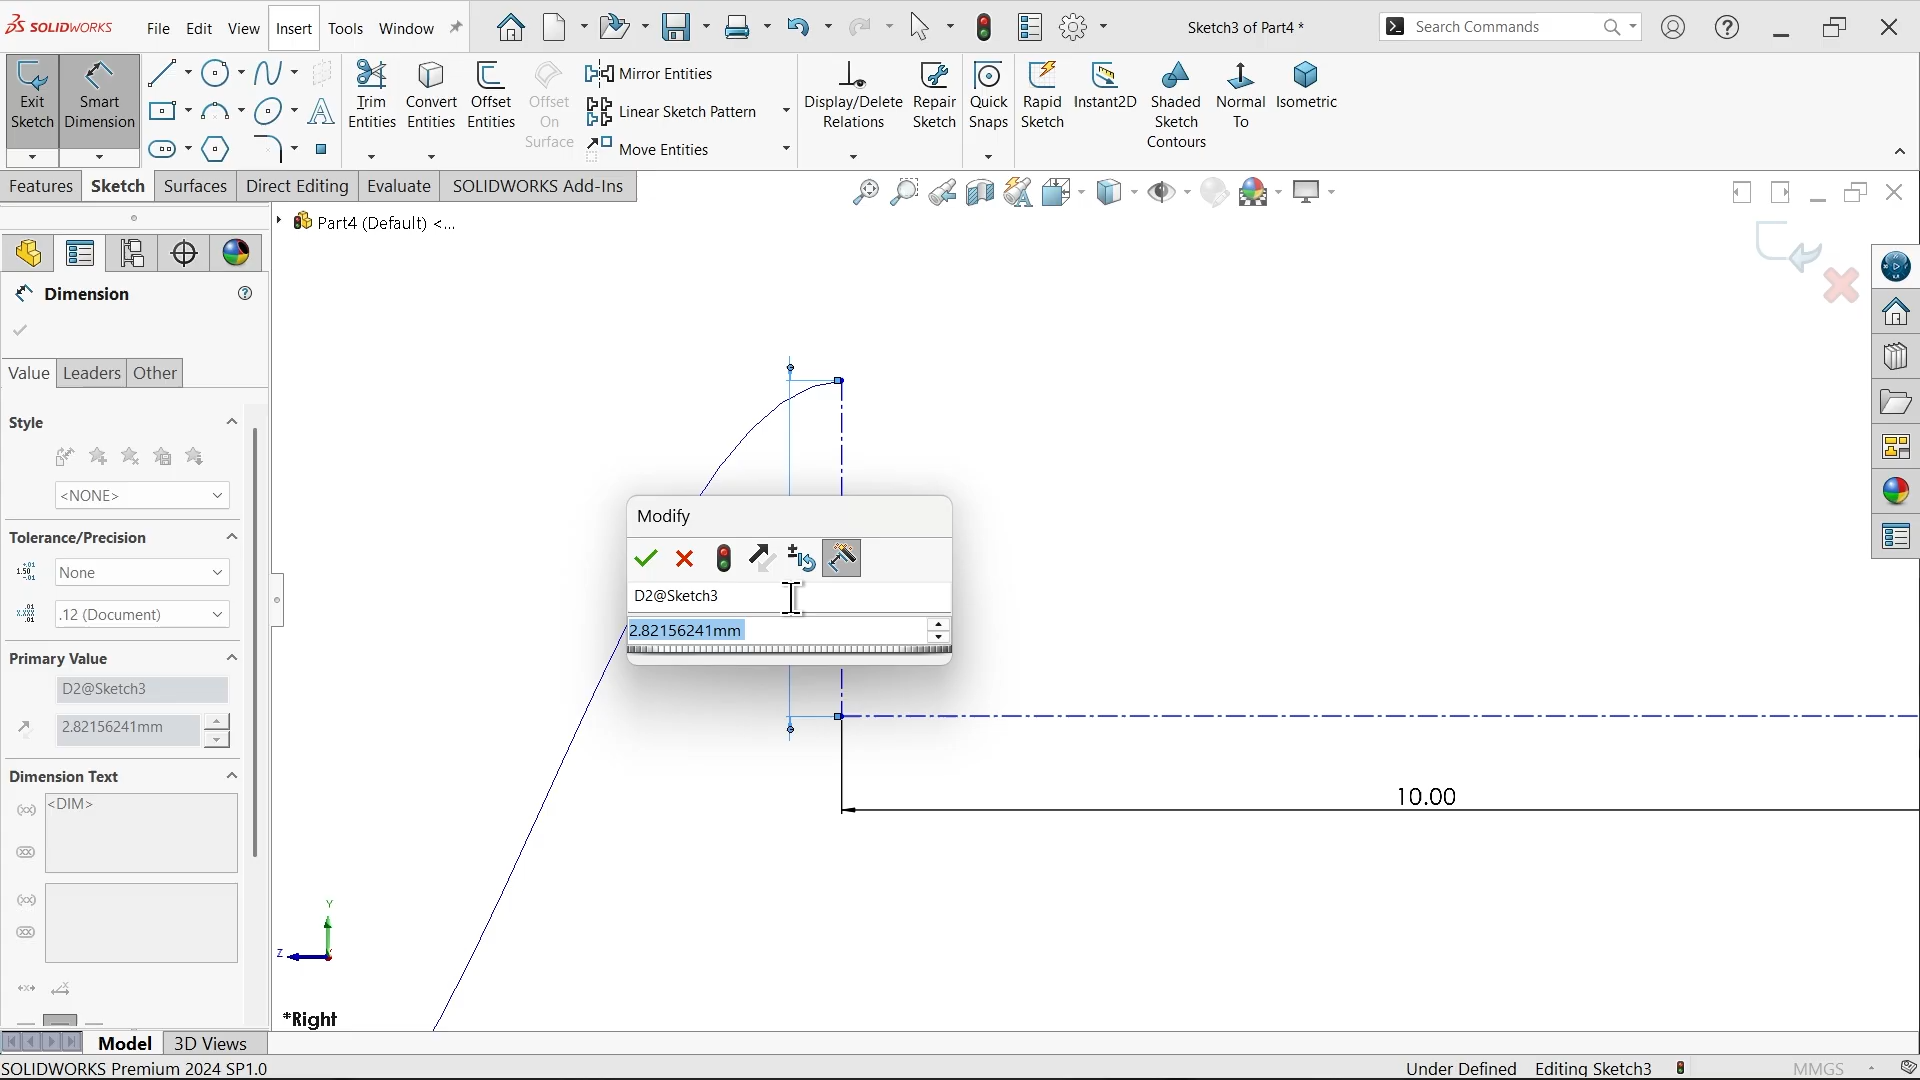 SOLIDWORKS
File Edit View Insert Tools Window
Sketch3 of Part4 *
Search Commands
Exit Sketch
Smart Dimension
Trim Entities
Convert Entities
Offset Entities
Offset On Surface
Mirror Entities
Linear Sketch Pattern
Move Entities
Display/Delete Relations
Repair Sketch
Quick Snaps
Rapid Sketch
Instant2D
Shaded Sketch Contours
Normal To
Isometric
Features Sketch Surfaces Direct Editing Evaluate SOLIDWORKS Add-Ins
Part4 (Default) <...
Dimension
Value Leaders Other
Style
<NONE>
Tolerance/Precision
None
.12 (Document)
Primary Value
D2@Sketch3
2.82156241mm
Dimension Text
<DIM>
Modify
D2@Sketch3
2.82156241mm
10.00
Y
Z
*Right
Model 3D Views
SOLIDWORKS Premium 2024 SP1.0
Under Defined Editing Sketch3 MMGS